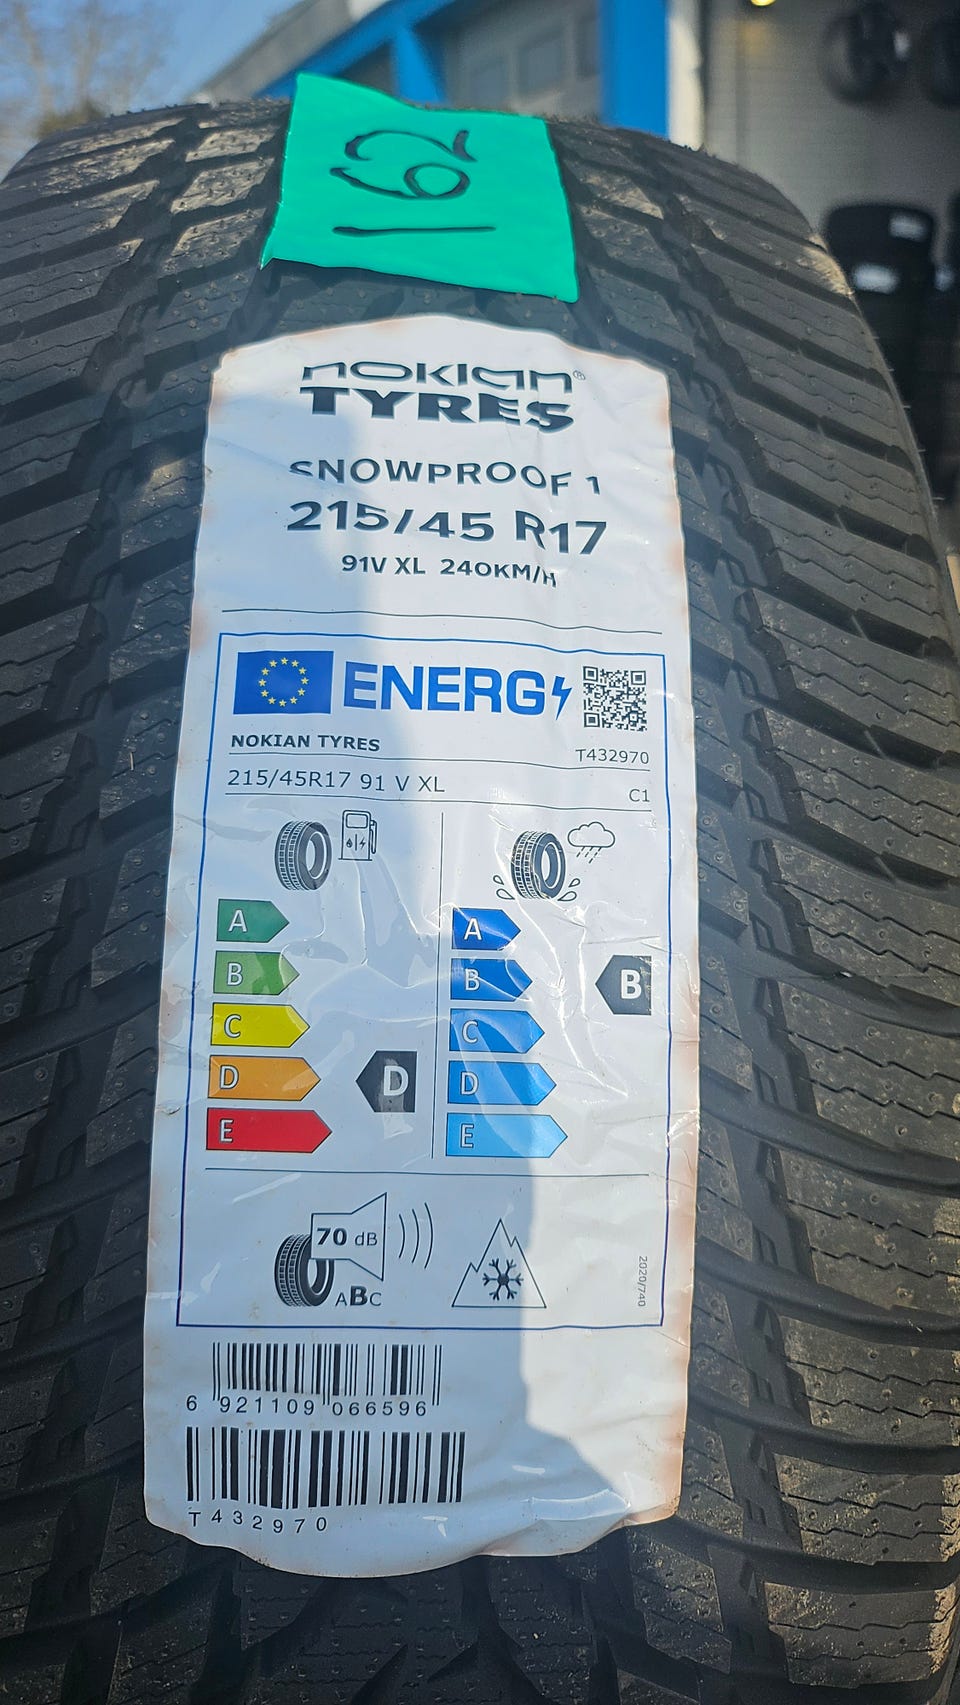 162
NOKIAN®
TYRES
SNOWPROOF 1
215/45 R17
91V XL 240KM/H
ENERG
NOKIAN TYRES
T432970
215/45R17 91 V XL
C1
A
B
C
D
E
D
A
B
C
D
E
B
70 dB
ABC
2020/740
6 921109 066596
T432970